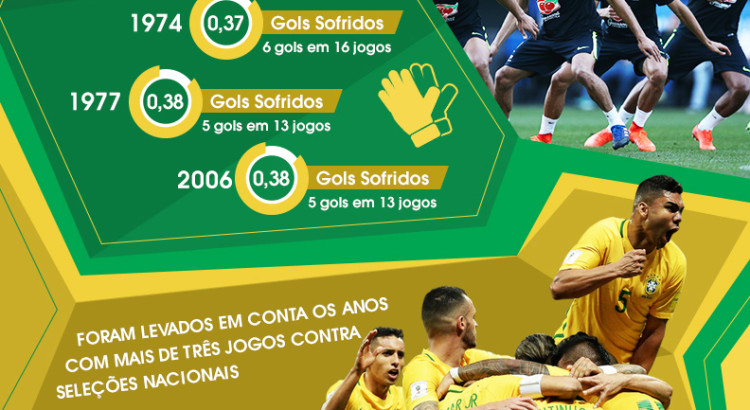 1974 0,37 Gols Sofridos
6 gols em 16 jogos
1977 0,38 Gols Sofridos
5 gols em 13 jogos
2006 0,38 Gols Sofridos
5 gols em 13 jogos
5
FORAM LEVADOS EM CONTA OS ANOS
COM MAIS DE TRÊS JOGOS CONTRA
SELEÇÕES NACIONAIS